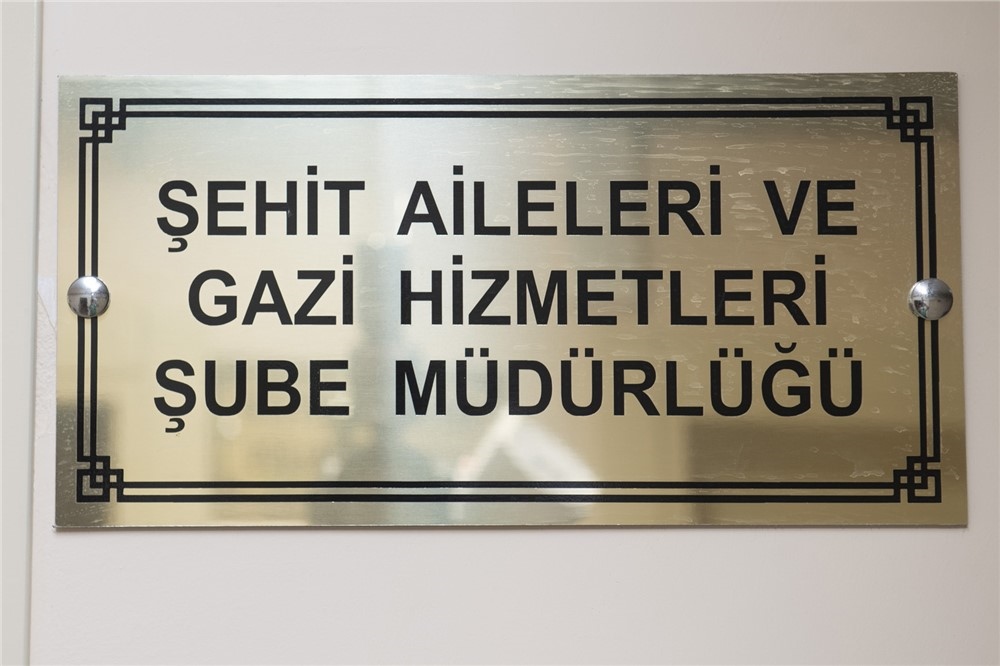 ŞEHİT AİLELERİ VE
GAZİ HİZMETLERİ
ŞUBE MÜDÜRLÜĞÜ